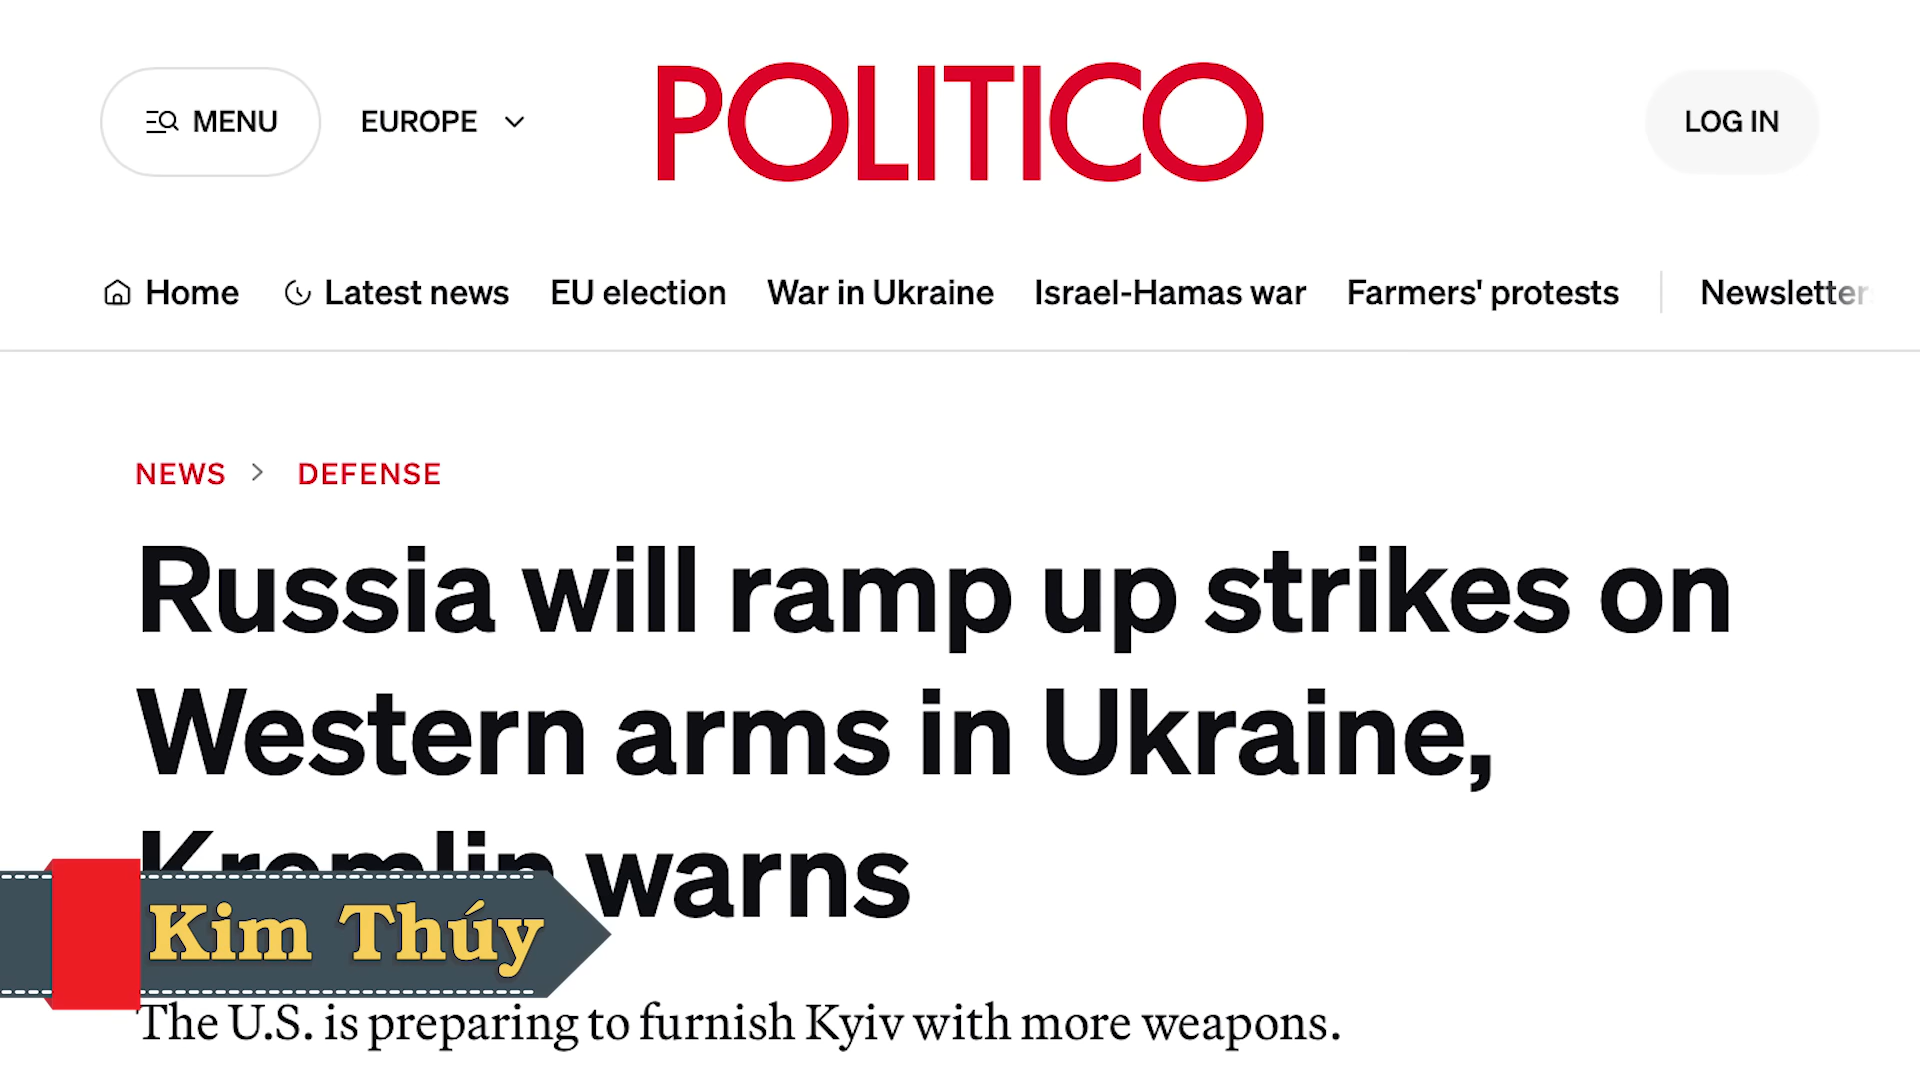 MENU
EUROPE
POLITICO
LOG IN
Home
Latest news
EU election
War in Ukraine
Israel-Hamas war
Farmers' protests
Newsletter
NEWS > DEFENSE
Russia will ramp up strikes on
Western arms in Ukraine,
Kremlin warns
Kim Thúy
The U.S. is preparing to furnish Kyiv with more weapons.